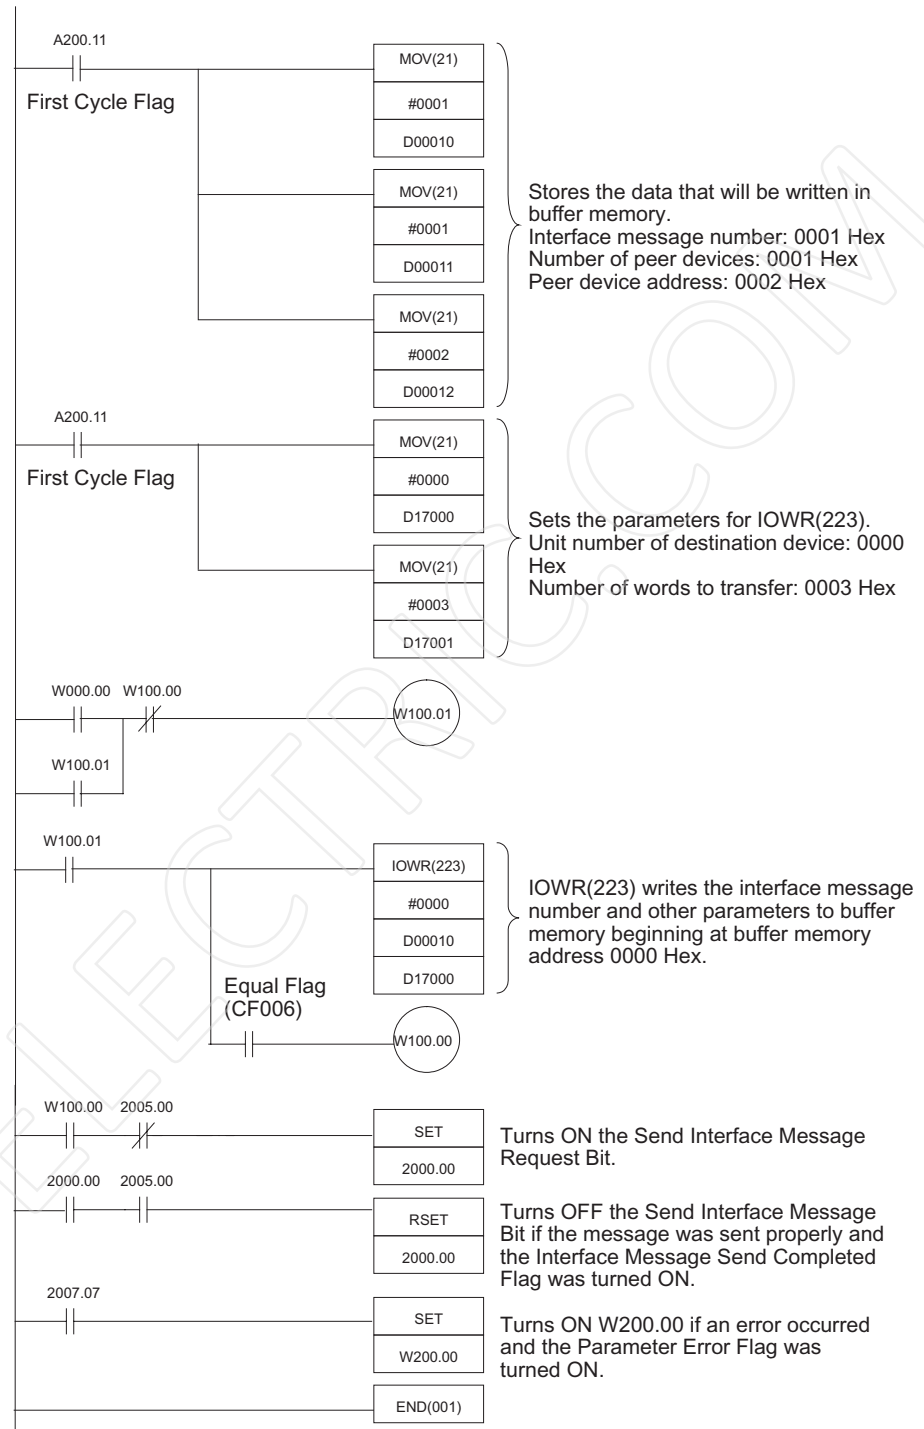 A200.11
First Cycle Flag
MOV(21)
#0001
D00010
MOV(21)
#0001
D00011
MOV(21)
#0002
D00012
Stores the data that will be written in
buffer memory.
Interface message number: 0001 Hex
Number of peer devices: 0001 Hex
Peer device address: 0002 Hex
A200.11
First Cycle Flag
MOV(21)
#0000
D17000
MOV(21)
#0003
D17001
Sets the parameters for IOWR(223).
Unit number of destination device: 0000
Hex
Number of words to transfer: 0003 Hex
W000.00 W100.00
W100.01
W100.01
W100.01
IOWR(223)
#0000
D00010
D17000
IOWR(223) writes the interface message
number and other parameters to buffer
memory beginning at buffer memory
address 0000 Hex.
Equal Flag
(CF006)
W100.00
W100.00 2005.00
SET
2000.00
Turns ON the Send Interface Message
Request Bit.
2000.00 2005.00
RSET
2000.00
Turns OFF the Send Interface Message
Bit if the message was sent properly and
the Interface Message Send Completed
Flag was turned ON.
2007.07
SET
W200.00
Turns ON W200.00 if an error occurred
and the Parameter Error Flag was
turned ON.
END(001)
ELECTRIC.COM